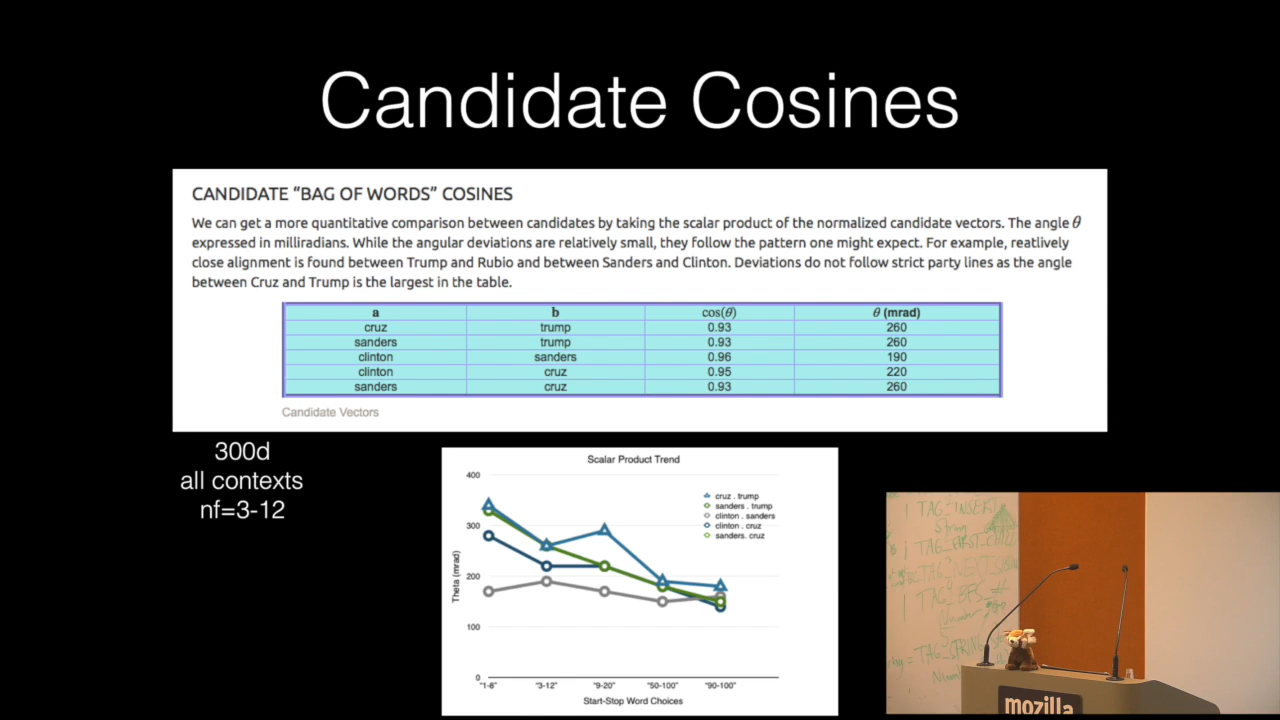 Candidate Cosines
CANDIDATE “BAG OF WORDS” COSINES
We can get a more quantitative comparison between candidates by taking the scalar product of the normalized candidate vectors. The angle θ
expressed in milliradians. While the angular deviations are relatively small, they follow the pattern one might expect. For example, reatlively
close alignment is found between Trump and Rubio and between Sanders and Clinton. Deviations do not follow strict party lines as the angle
between Cruz and Trump is the largest in the table.
a b cos(θ) θ (mrad)
cruz trump 0.93 260
sanders trump 0.93 260
clinton sanders 0.96 190
clinton cruz 0.95 220
sanders cruz 0.93 260
Candidate Vectors
300d
all contexts
nf=3-12
Scalar Product Trend
400
300
200
100
0
Theta (mrad)
cruz . trump
sanders . trump
clinton . sanders
clinton . cruz
sanders. cruz
"1-8" "3-12" "9-20" "50-100" "90-100"
Start-Stop Word Choices
| TAG_INSERT
String
mozilla